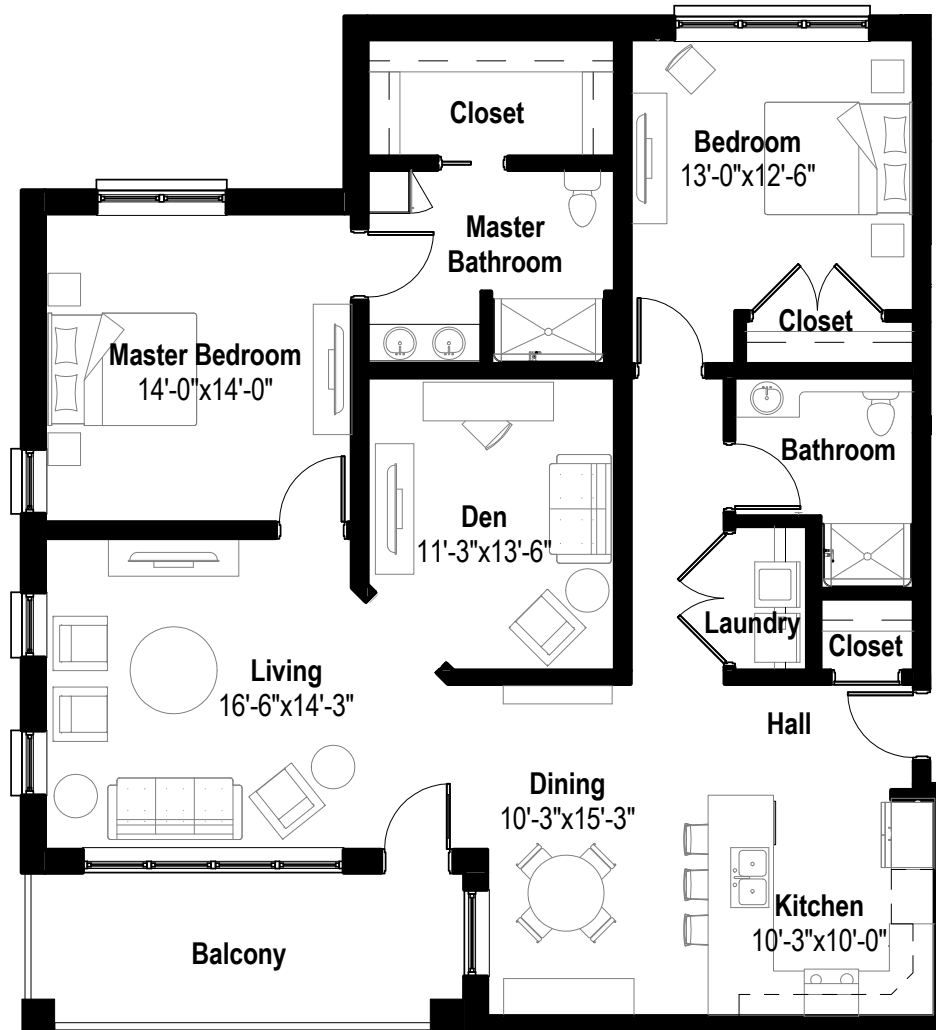 Closet
Bedroom
13'-0"x12'-6"
Master
Bathroom
Closet
Master Bedroom
14'-0"x14'-0"
Bathroom
Den
11'-3"x13'-6"
Laundry
Closet
Living
16'-6"x14'-3"
Hall
Dining
10'-3"x15'-3"
Kitchen
10'-3"x10'-0"
Balcony